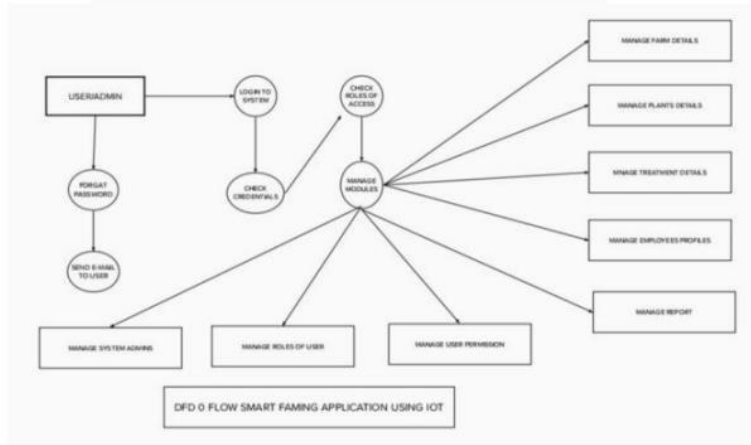 MANAGE FARM DETAILS
USER/ADMIN
LOGIN TO
SYSTEM
CHECK
ROLES OF
ACCESS
MANAGE PLANTS DETAILS
FORGAT
PASSWORD
CHECK
CREDENTIALS
MANAGE
MODULES
MNAGE TREATMENT DETAILS
MANAGE EMPLOYEES PROFILES
SEND E-MAIL
TO USER
MANAGE REPORT
MANAGE SYSTEM ADMINS
MANAGE ROLES OF USER
MANAGE USER PERMISSION
DFD 0 FLOW SMART FAMING APPLICATION USING IOT